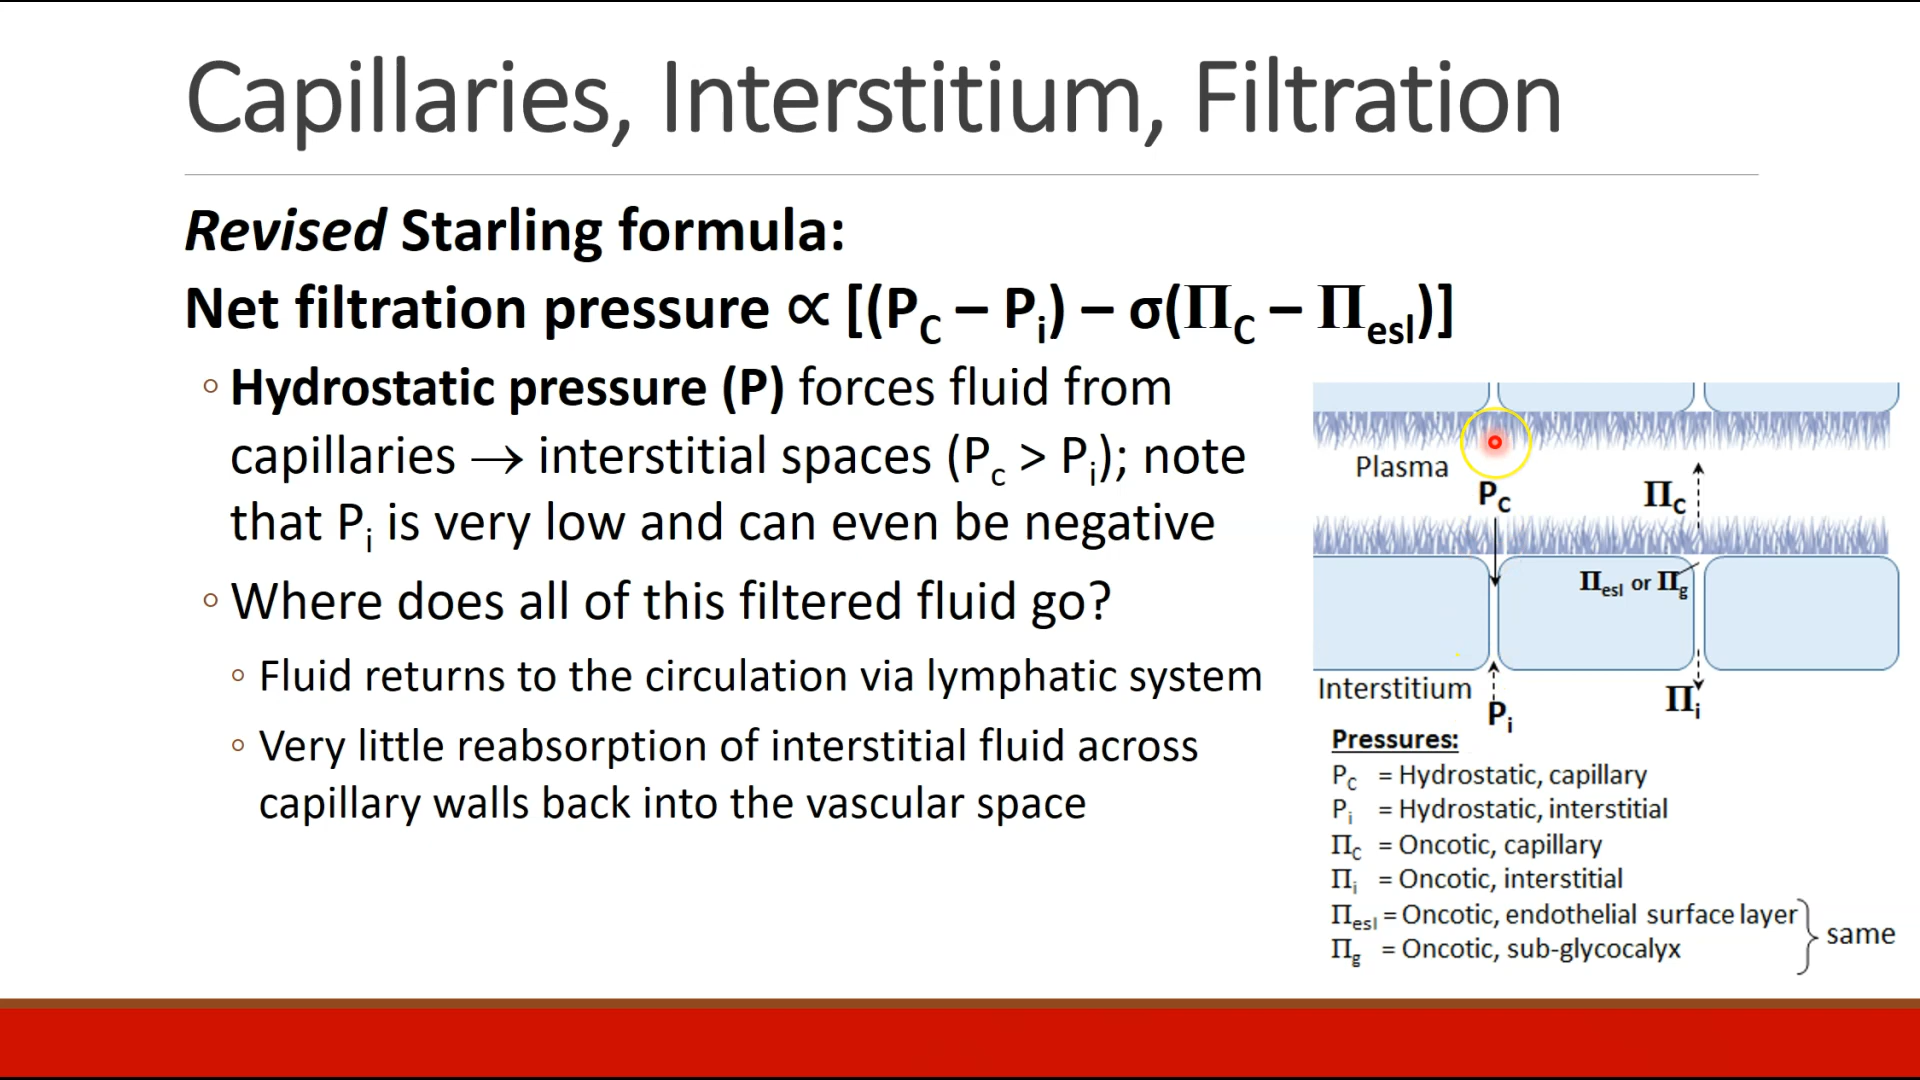 Capillaries, Interstitium, Filtration
Revised Starling formula:
Net filtration pressure ∝ [(P_C – P_i) – σ(Π_C – Π_esl)]
◦ Hydrostatic pressure (P) forces fluid from
capillaries → interstitial spaces (P_c > P_i); note
that P_i is very low and can even be negative
◦ Where does all of this filtered fluid go?
◦ Fluid returns to the circulation via lymphatic system
◦ Very little reabsorption of interstitial fluid across
capillary walls back into the vascular space
Plasma
P_C
Π_C
Π_esl or Π_g
Interstitium
P_i
Π_i
Pressures:
P_C = Hydrostatic, capillary
P_i = Hydrostatic, interstitial
Π_C = Oncotic, capillary
Π_i = Oncotic, interstitial
Π_esl = Oncotic, endothelial surface layer
Π_g = Oncotic, sub-glycocalyx
same